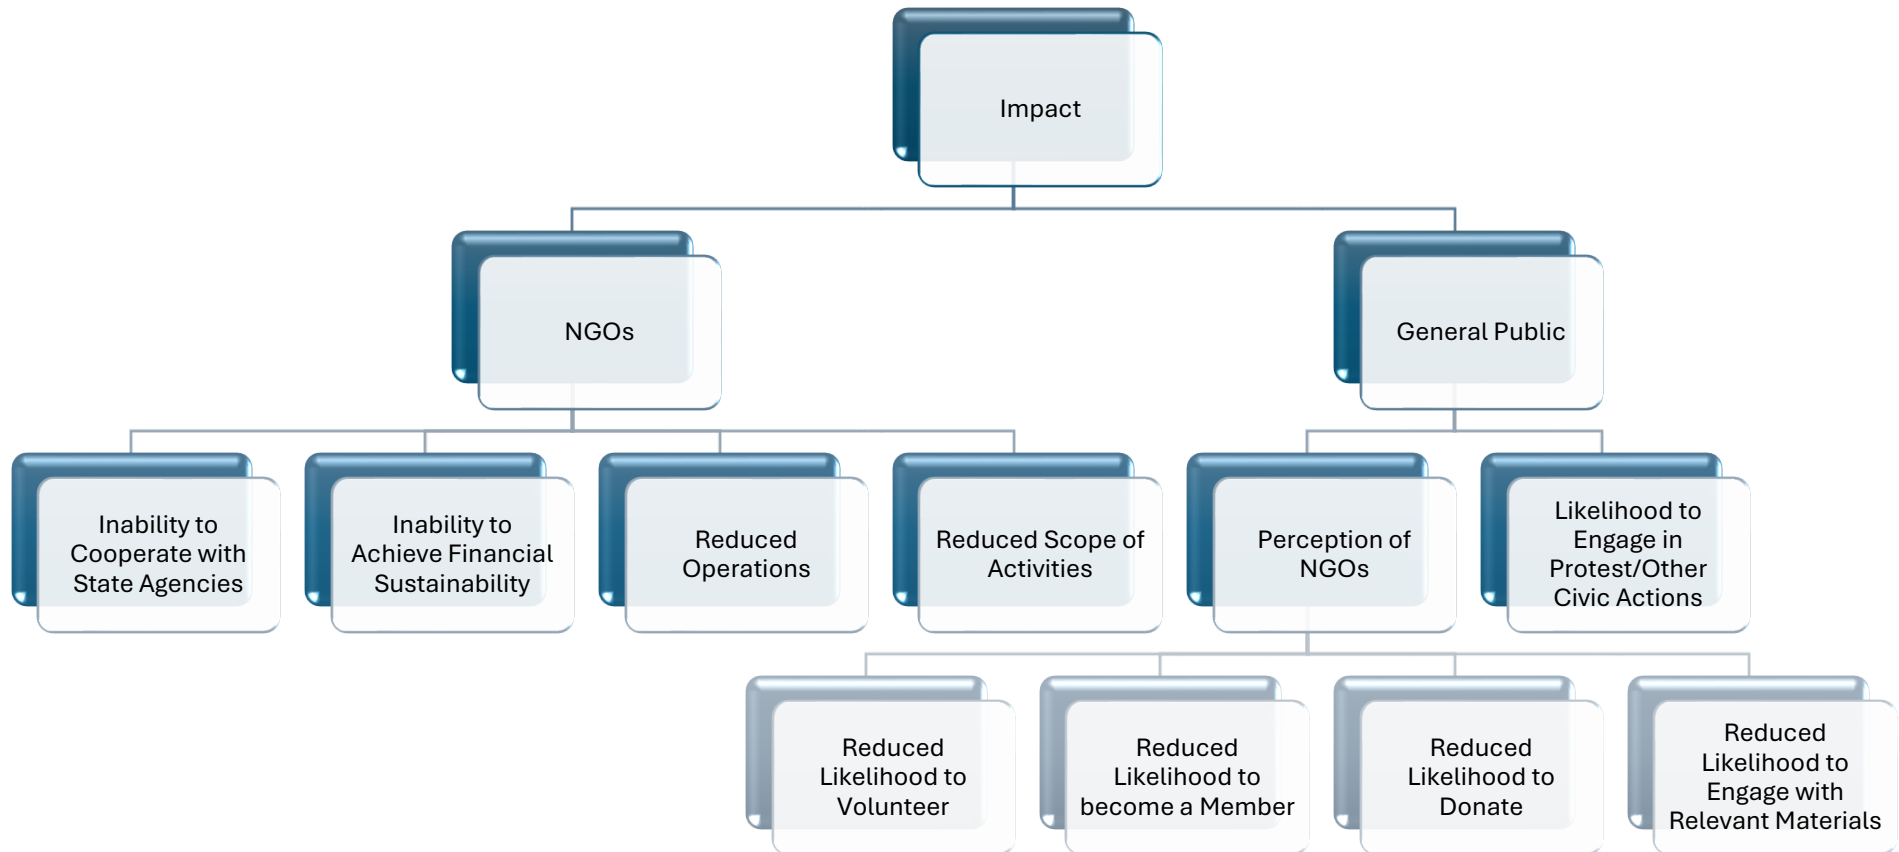 Impact
NGOs
General Public
Inability to
Cooperate with
State Agencies
Inability to
Achieve Financial
Sustainability
Reduced
Operations
Reduced Scope of
Activities
Perception of
NGOs
Likelihood to
Engage in
Protest/Other
Civic Actions
Reduced
Likelihood to
Volunteer
Reduced
Likelihood to
become a Member
Reduced
Likelihood to
Donate
Reduced
Likelihood to
Engage with
Relevant Materials